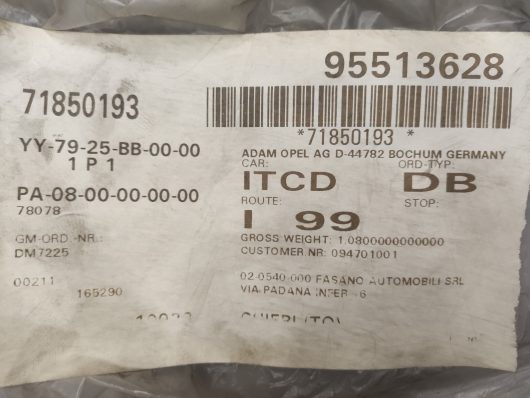 95513628
71850193
*71850193 *
YY-79-25-BB-00-00
1 P 1
ADAM OPEL AG D-44782 BOCHUM GERMANY
CAR: ORD-TYP:
ITCD DB
PA-08-00-00-00-00
78078
ROUTE: STOP:
I 99
GM-ORD.-NR.:
DM7225
GROSS WEIGHT: 1.0800000000000
CUSTOMER NR: 094701001
00211
165290
02-0540-000 FASANO AUTOMOBILI SRL
VIA PADANA INFER 6
CHIERI (TO)